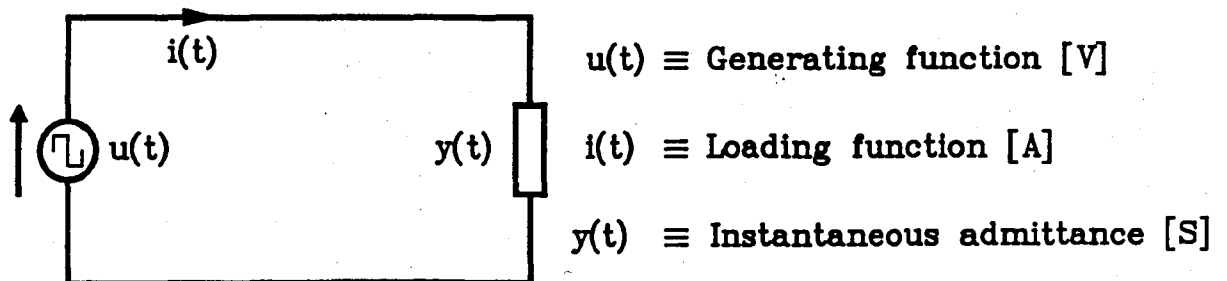 i(t)
u(t)
y(t)
u(t) ≡ Generating function [V]
i(t) ≡ Loading function [A]
y(t) ≡ Instantaneous admittance [S]